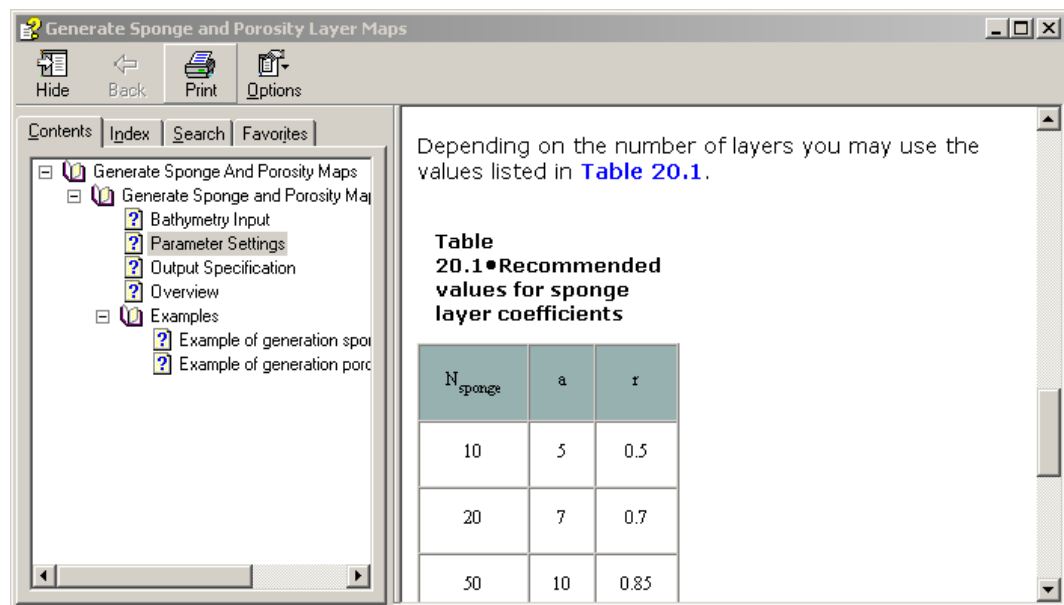 Generate Sponge and Porosity Layer Maps
Hide Back Print Options
Contents Index Search Favorites
Generate Sponge And Porosity Maps
Generate Sponge and Porosity Ma
Bathymetry Input
Parameter Settings
Output Specification
Overview
Examples
Example of generation spo
Example of generation poro
Depending on the number of layers you may use the
values listed in Table 20.1.
Table
20.1•Recommended
values for sponge
layer coefficients
Nsponge a r
10 5 0.5
20 7 0.7
50 10 0.85